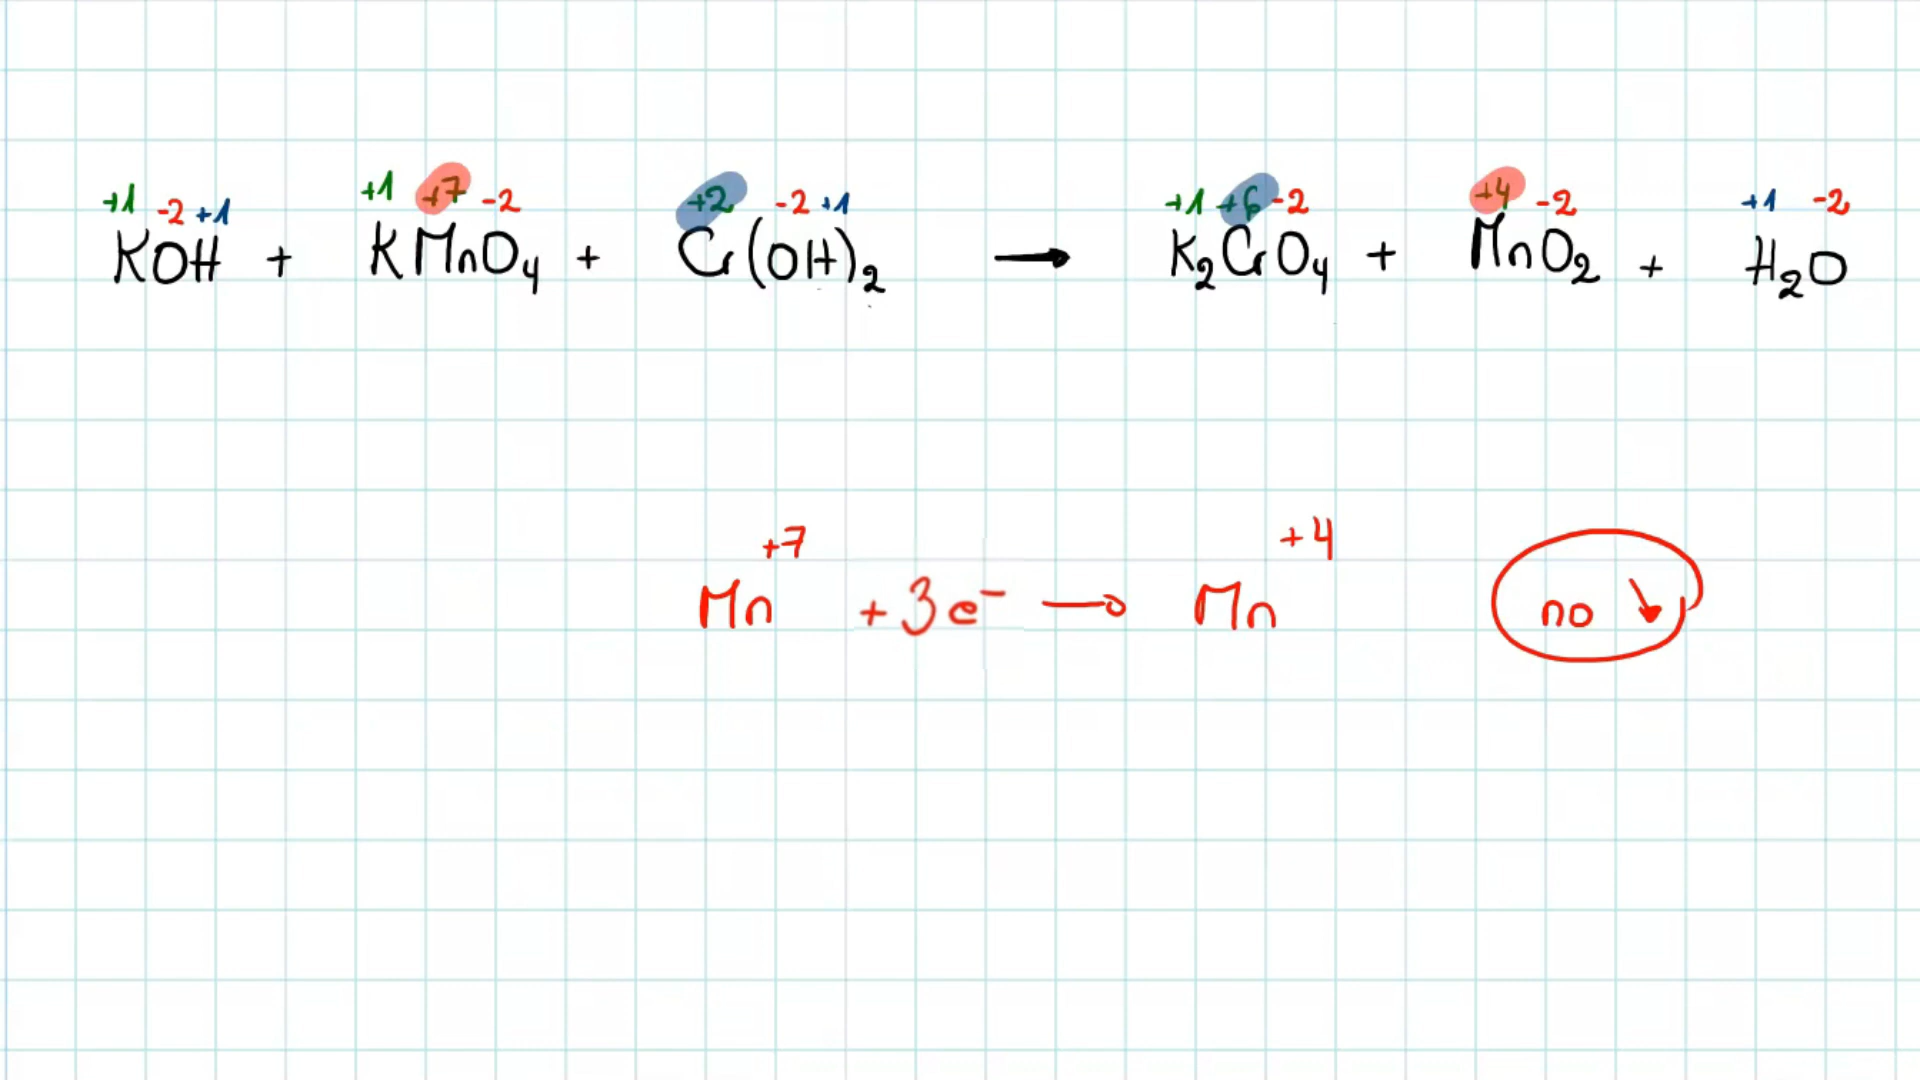 +1 -2 +1 +1 +7 -2 +2 -2 +1 +1 +6 -2 +4 -2 +1 -2
KOH + KMnO4 + Cr(OH)2 → K2CrO4 + MnO2 + H2O
+7 +4
Mn + 3e⁻ → Mn no ↘